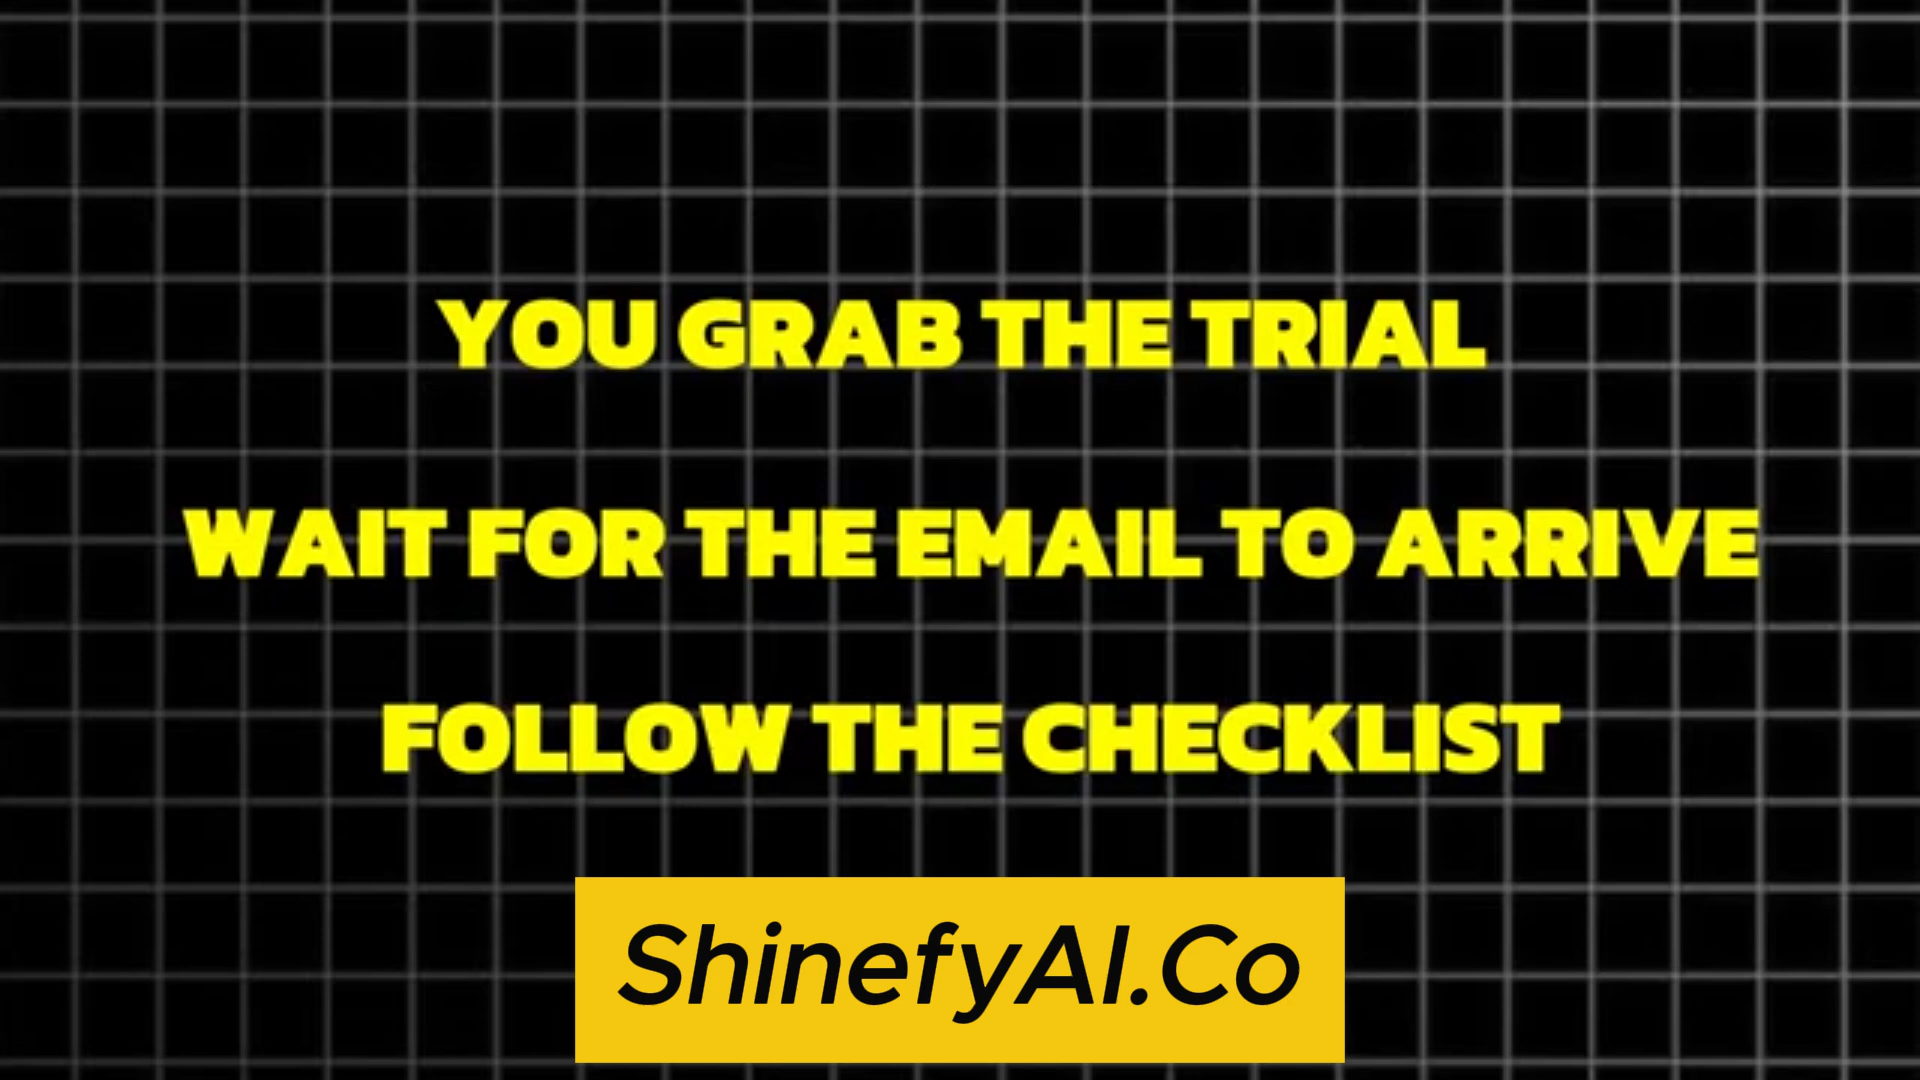 YOU GRAB THE TRIAL
WAIT FOR THE EMAIL TO ARRIVE
FOLLOW THE CHECKLIST
ShinefyAI.Co